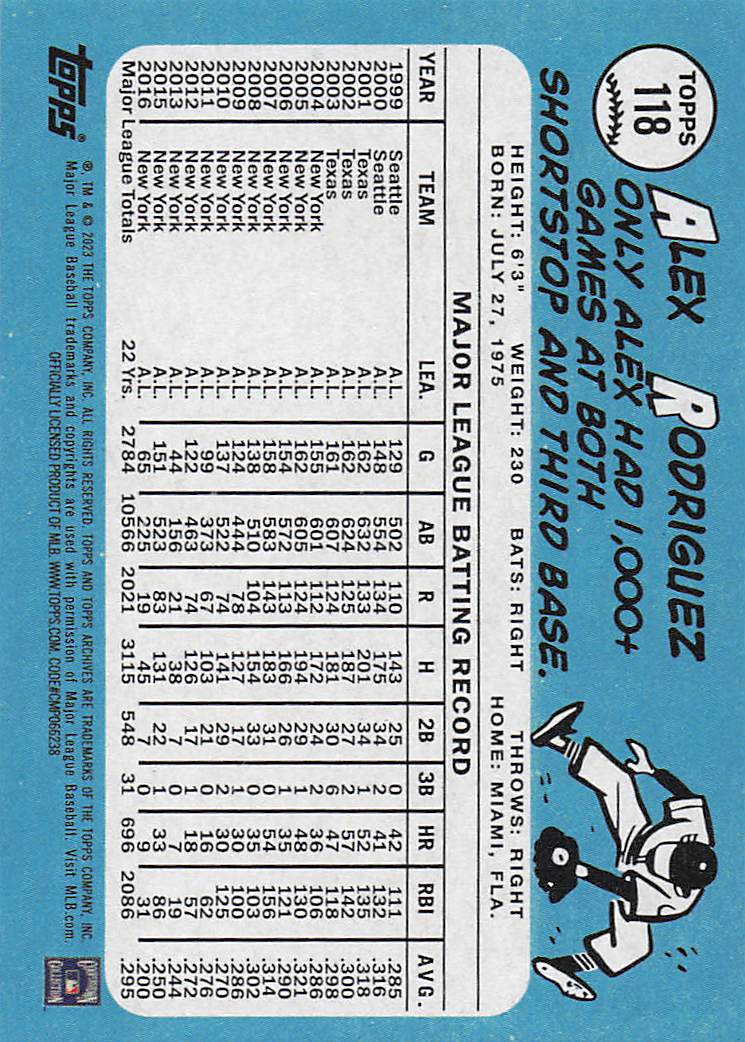 TOPPS
118
ALEX RODRIGUEZ
ONLY ALEX HAD 1,000+
GAMES AT BOTH
SHORTSTOP AND THIRD BASE.
HEIGHT: 6'3" WEIGHT: 230 BATS: RIGHT THROWS: RIGHT
BORN: JULY 27, 1975 HOME: MIAMI, FLA.
MAJOR LEAGUE BATTING RECORD
YEAR TEAM LEA. G AB R H 2B 3B HR RBI AVG.
1999 Seattle A.L. 129 502 110 143 25 0 42 111 .285
2000 Seattle A.L. 148 554 134 175 34 2 41 132 .316
2001 Texas A.L. 162 632 133 201 34 1 52 135 .318
2002 Texas A.L. 162 624 125 187 27 2 57 142 .300
2003 Texas A.L. 161 607 124 181 30 6 47 118 .298
2004 New York A.L. 155 601 112 172 24 2 36 106 .286
2005 New York A.L. 162 605 124 194 29 1 48 130 .321
2006 New York A.L. 154 572 113 166 26 1 35 121 .290
2007 New York A.L. 158 583 143 183 31 0 54 156 .314
2008 New York A.L. 138 510 104 154 33 0 35 103 .302
2009 New York A.L. 124 444 78 127 17 1 30 100 .286
2010 New York A.L. 137 522 74 141 29 2 30 125 .270
2011 New York A.L. 99 373 67 103 21 0 16 62 .276
2012 New York A.L. 122 463 74 126 17 1 18 57 .272
2013 New York A.L. 44 156 21 38 7 0 7 19 .244
2015 New York A.L. 151 523 83 131 22 1 33 86 .250
2016 New York A.L. 65 225 19 45 7 0 9 31 .200
Major League Totals 22 Yrs. 2784 10566 2021 3115 548 31 696 2086 .295
topps®
®, TM & © 2023 THE TOPPS COMPANY, INC. ALL RIGHTS RESERVED. TOPPS AND TOPPS ARCHIVES ARE TRADEMARKS OF THE TOPPS COMPANY, INC.
Major League Baseball trademarks and copyrights are used with permission of Major League Baseball. Visit MLB.com.
OFFICIALLY LICENSED PRODUCT OF MLB. WWW.TOPPS.COM. CODE#CMP066238